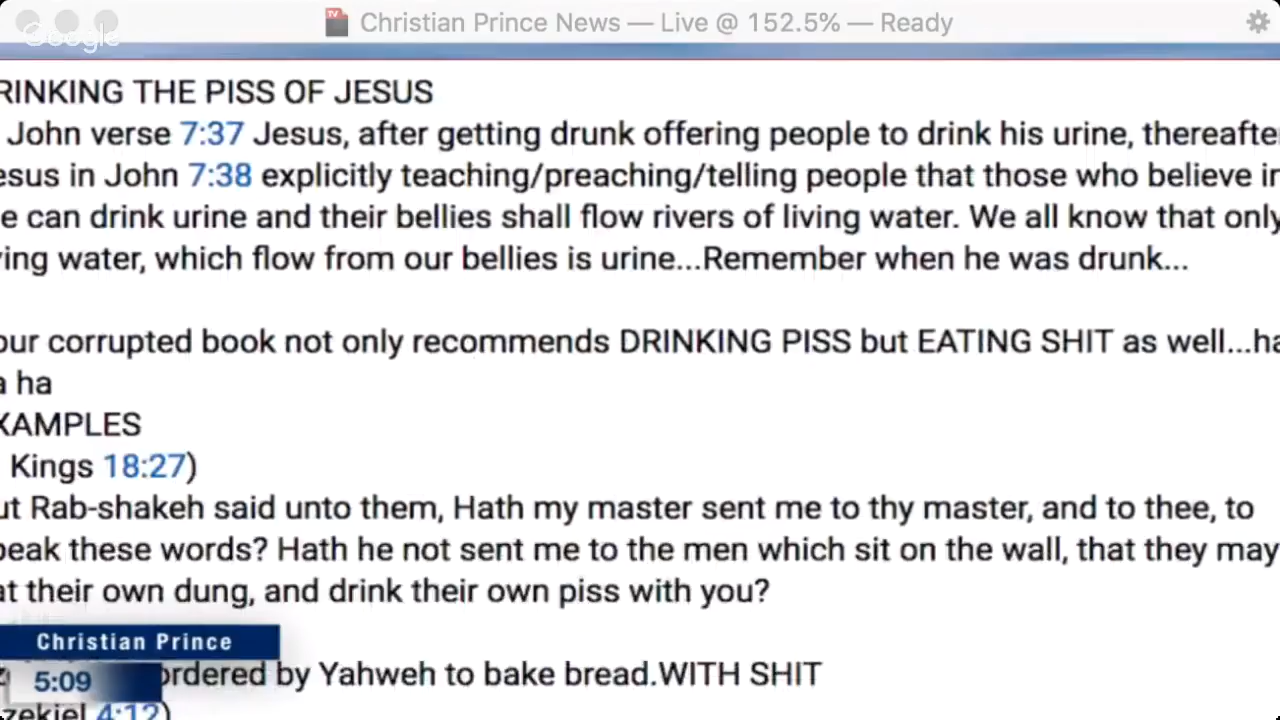 Christian Prince News — Live @ 152.5% — Ready
Google
RINKING THE PISS OF JESUS
John verse 7:37 Jesus, after getting drunk offering people to drink his urine, thereafter
esus in John 7:38 explicitly teaching/preaching/telling people that those who believe in
e can drink urine and their bellies shall flow rivers of living water. We all know that only
ving water, which flow from our bellies is urine...Remember when he was drunk...
our corrupted book not only recommends DRINKING PISS but EATING SHIT as well...ha
a ha
XAMPLES
Kings 18:27)
ut Rab-shakeh said unto them, Hath my master sent me to thy master, and to thee, to
peak these words? Hath he not sent me to the men which sit on the wall, that they may
at their own dung, and drink their own piss with you?
Christian Prince
ordered by Yahweh to bake bread.WITH SHIT
5:09
zekiel 4:12)